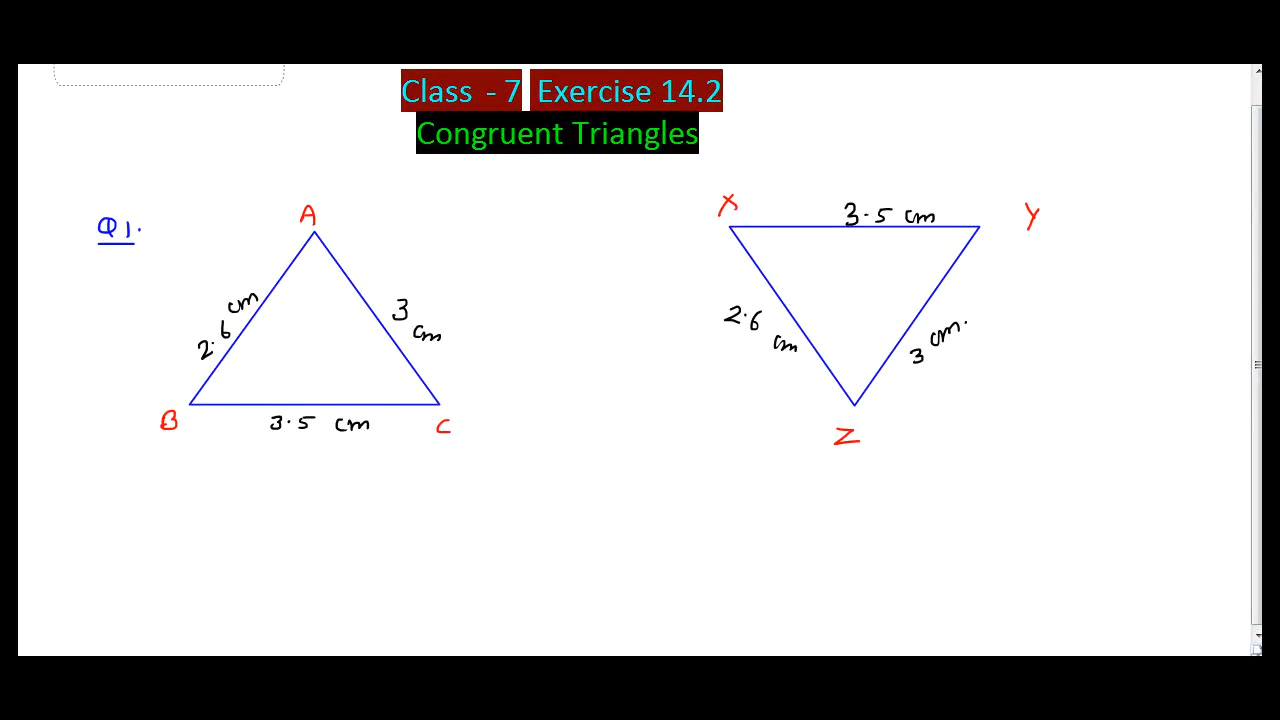 Class - 7 Exercise 14.2
Congruent Triangles
Q1.
A
2.6 cm
3 cm
B
3.5 cm
C
X
3.5 cm
Y
2.6 cm
3 cm.
Z